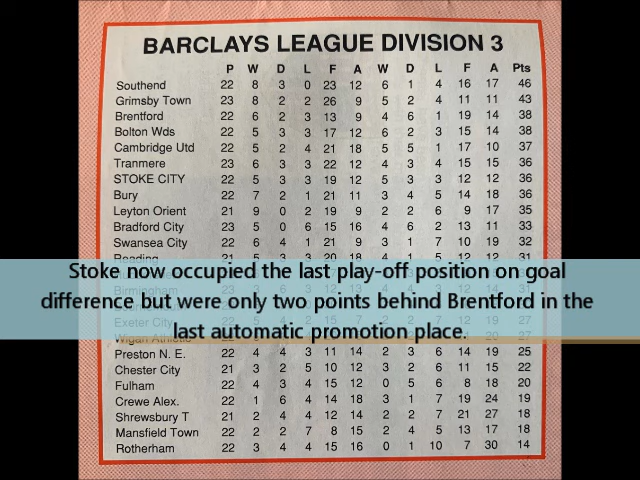 BARCLAYS LEAGUE DIVISION 3
P W D L F A W D L F A Pts
Southend 22 8 3 0 23 12 6 1 4 16 17 46
Grimsby Town 23 8 2 2 26 9 5 2 4 11 11 43
Brentford 22 6 2 3 13 9 4 6 1 19 14 38
Bolton Wds 22 5 3 3 17 12 6 2 3 15 14 38
Cambridge Utd 22 5 2 4 21 18 5 5 1 17 10 37
Tranmere 23 6 3 3 22 12 4 3 4 15 15 36
STOKE CITY 22 5 3 3 19 12 5 3 3 12 12 36
Bury 22 7 2 1 21 11 3 4 5 14 18 36
Leyton Orient 21 9 0 2 19 9 2 2 6 9 17 35
Bradford City 23 5 0 6 15 16 4 6 2 13 11 33
Swansea City 22 6 4 1 21 9 3 1 7 10 19 32
Reading 31
Stoke now occupied the last play-off position on goal
Birmingham
difference but were only two points behind Brentford in the
Exeter City 27
last automatic promotion place.
Wigan Athletic 27
Preston N. E. 22 4 4 3 11 14 2 3 6 14 19 25
Chester City 21 3 2 5 10 12 3 2 6 11 15 22
Fulham 22 4 3 4 15 12 0 5 6 8 18 20
Crewe Alex. 22 1 6 4 14 18 3 1 7 19 24 19
Shrewsbury T 21 2 4 4 12 14 2 2 7 21 27 18
Mansfield Town 22 2 2 7 8 15 2 4 5 13 17 18
Rotherham 22 3 4 4 15 16 0 1 10 7 30 14